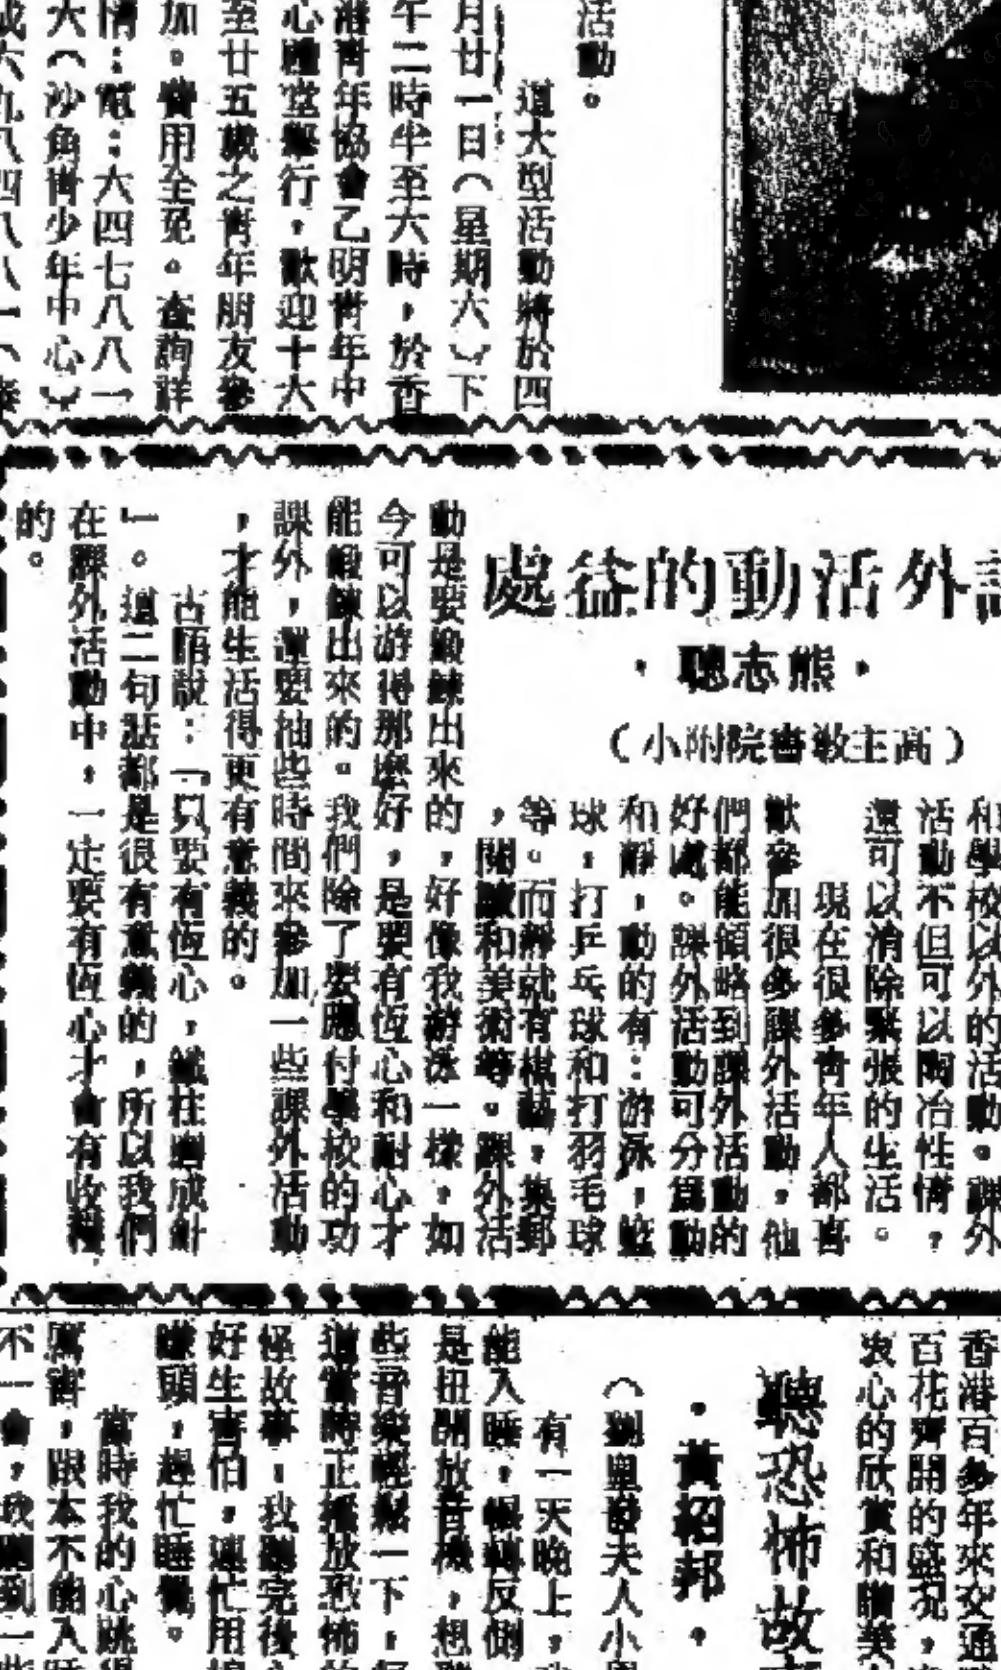 活動。
道大型活動將於四
月廿一日（星期六）下
午二時半至六時，於香
港青年協會乙明青年中
心禮堂舉行，歡迎十六
至廿五歲之青年朋友參
加。費用全免。查詢詳
情：電：六四七八八一
大（沙角青少年中心）
外活動的益處
·熊志聰·
（高主教書院附小）
和學校以外的活動。課外
活動不但可以陶冶性情，
還可以消除緊張的生活。
現在很多青年人都喜
歡參加很多課外活動，他
們都能領略到課外活動的
好處。課外活動可分爲動
和靜，動的有：游泳，籃
球，打乒乓球和打羽毛球
等。而靜就有棋藝，集郵
，閱讀和美術等。課外活
動是要鍛鍊出來的，好像我游泳一樣，如
今可以游得那麼好，是要有恆心和耐心才
能鍛鍊出來的。我們除了要應付學校的功
課外，還要抽些時間來參加一些課外活動
，才能生活得更有意義的。
古語說：「只要有恆心，鐵柱磨成針
」。這二句話都是很有意義的，所以我們
在課外活動中，一定要有恆心才會有收穫
的。
香港百多年來交通
百花齊開的盛況，
衷心的欣賞和讚美
聽恐怖故
·黃紹邦·
夫人小
有一天晚上，
能入睡，輾轉反側
是扭開放音機，想
些音樂輕鬆一下，
道當時正播放恐怖
怪故事！我聽完後
好生害怕，連忙用
矇頭，趕忙睡覺。
當時我的心跳得
厲害，跟本不能入
不一會，我聽到一些